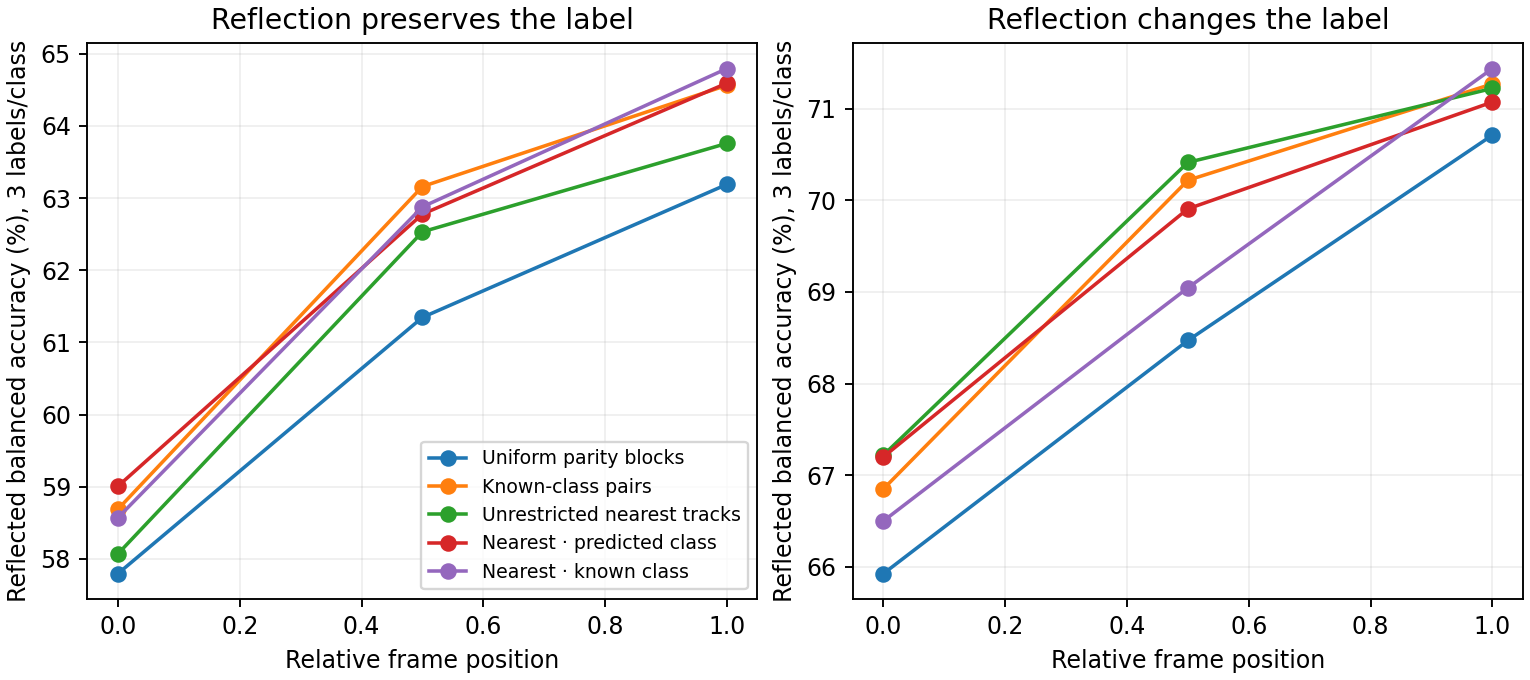 Reflection preserves the label
Reflected balanced accuracy (%), 3 labels/class
65
64
63
62
61
60
59
58
0.0 0.2 0.4 0.6 0.8 1.0
Relative frame position
Uniform parity blocks
Known-class pairs
Unrestricted nearest tracks
Nearest · predicted class
Nearest · known class
Reflection changes the label
Reflected balanced accuracy (%), 3 labels/class
71
70
69
68
67
66
0.0 0.2 0.4 0.6 0.8 1.0
Relative frame position